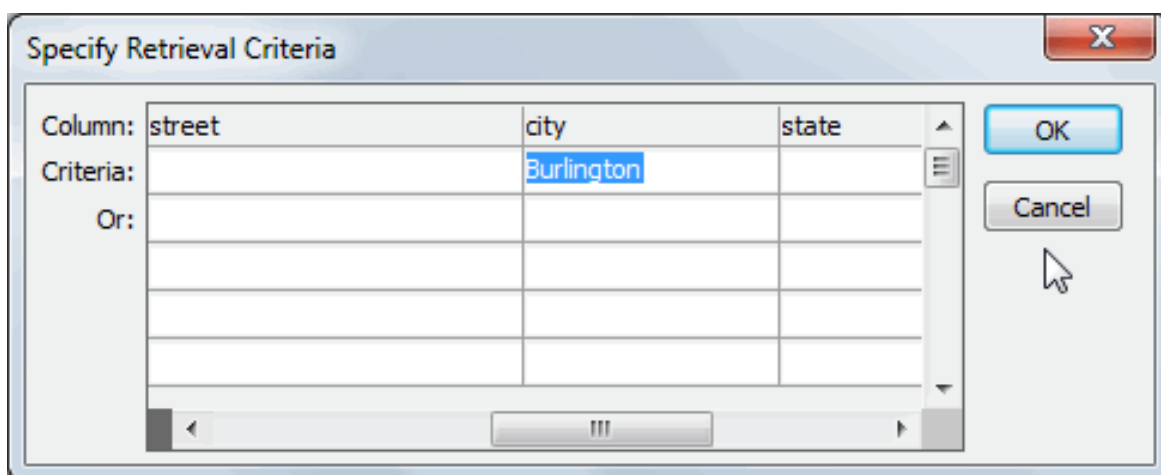 Specify Retrieval Criteria
Column: street city state
OK
Criteria: Burlington
Or:
Cancel